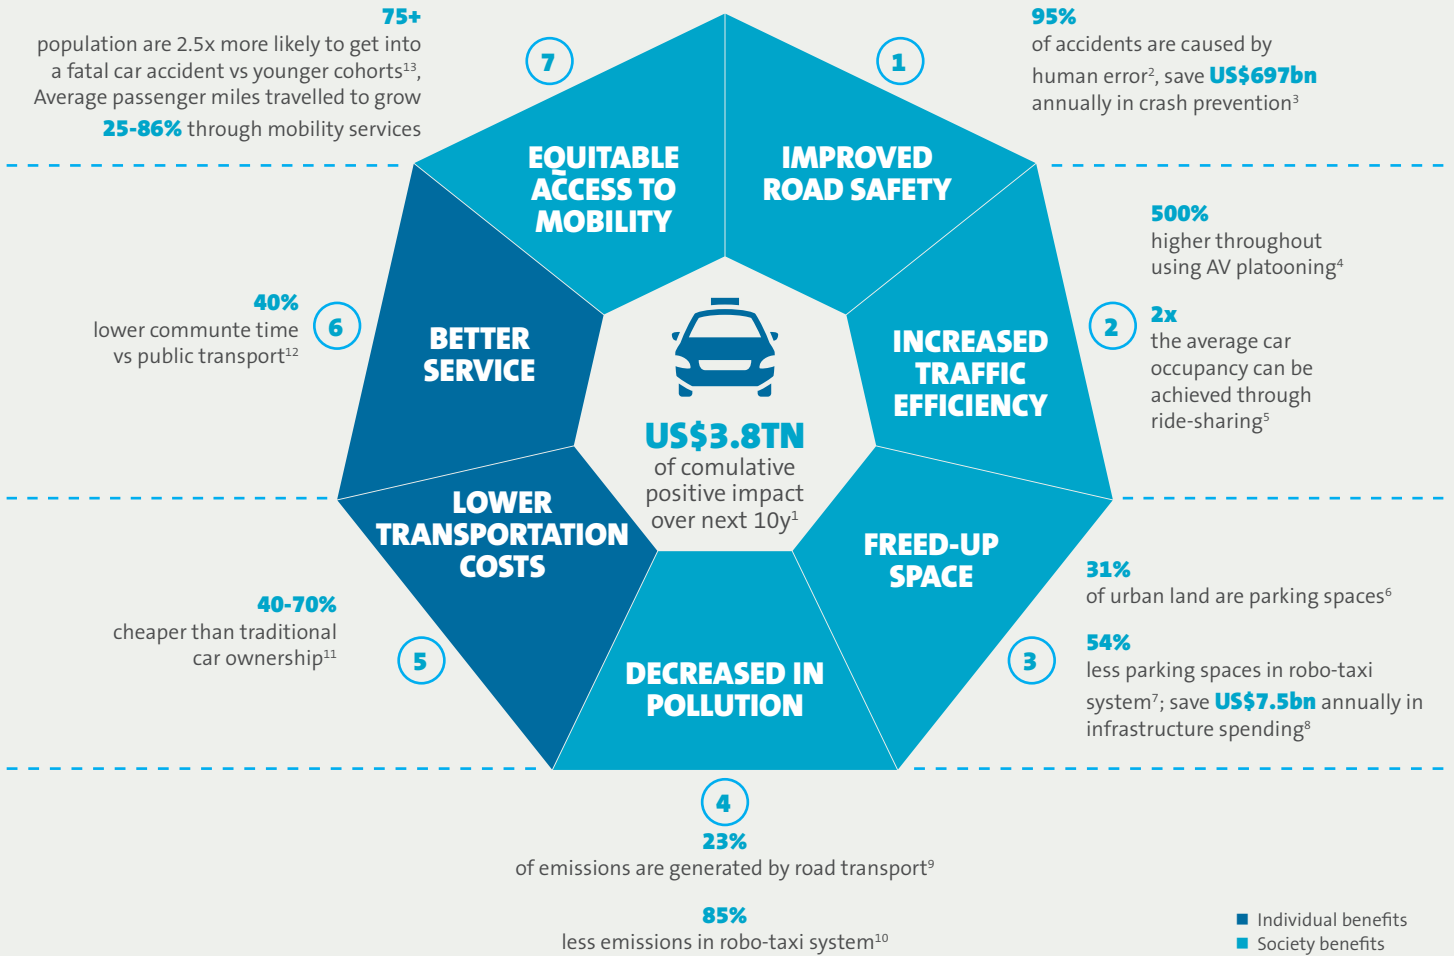 75+
population are 2.5x more likely to get into
a fatal car accident vs younger cohorts¹³,
Average passenger miles travelled to grow
25-86% through mobility services
7
EQUITABLE
ACCESS TO
MOBILITY
1
IMPROVED
ROAD SAFETY
95%
of accidents are caused by
human error², save US$697bn
annually in crash prevention³
500%
higher throughout
using AV platooning⁴
2
2x
the average car
occupancy can be
achieved through
ride-sharing⁵
INCREASED
TRAFFIC
EFFICIENCY
40%
lower communte time
vs public transport¹²
6
BETTER
SERVICE
US$3.8TN
of comulative
positive impact
over next 10y¹
LOWER
TRANSPORTATION
COSTS
40-70%
cheaper than traditional
car ownership¹¹
5
FREED-UP
SPACE
3
31%
of urban land are parking spaces⁶
54%
less parking spaces in robo-taxi
system⁷; save US$7.5bn annually in
infrastructure spending⁸
DECREASED IN
POLLUTION
4
23%
of emissions are generated by road transport⁹
85%
less emissions in robo-taxi system¹⁰
Individual benefits
Society benefits